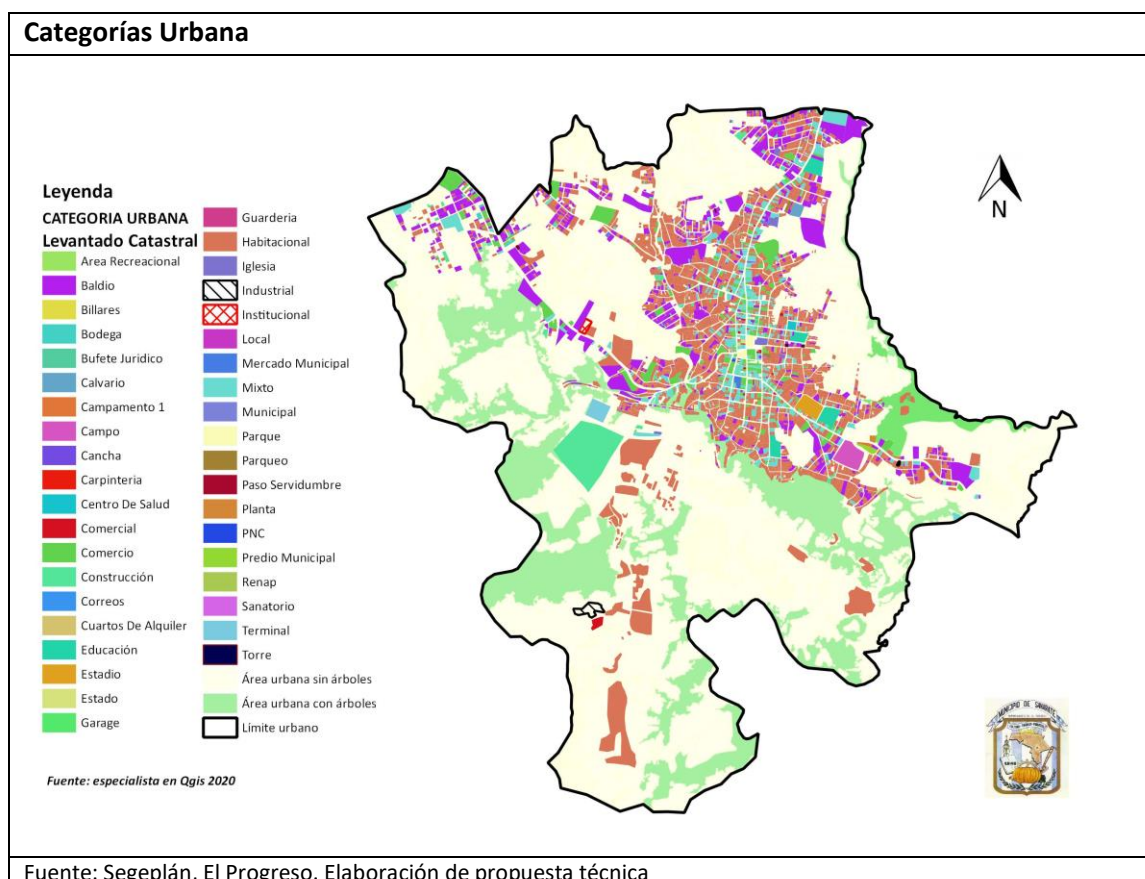 Categorías Urbana
Leyenda
CATEGORIA URBANA
Levantado Catastral
Area Recreacional
Baldio
Billares
Bodega
Bufete Juridico
Calvario
Campamento 1
Campo
Cancha
Carpinteria
Centro De Salud
Comercial
Comercio
Construcción
Correos
Cuartos De Alquiler
Educación
Estadio
Estado
Garage
Guarderia
Habitacional
Iglesia
Industrial
Institucional
Local
Mercado Municipal
Mixto
Municipal
Parque
Parqueo
Paso Servidumbre
Planta
PNC
Predio Municipal
Renap
Sanatorio
Terminal
Torre
Área urbana sin árboles
Área urbana con árboles
Limite urbano
N
MUNICIPIO DE SANARATE
Fuente: especialista en Qgis 2020
Fuente: Segeplán, El Progreso. Elaboración de propuesta técnica